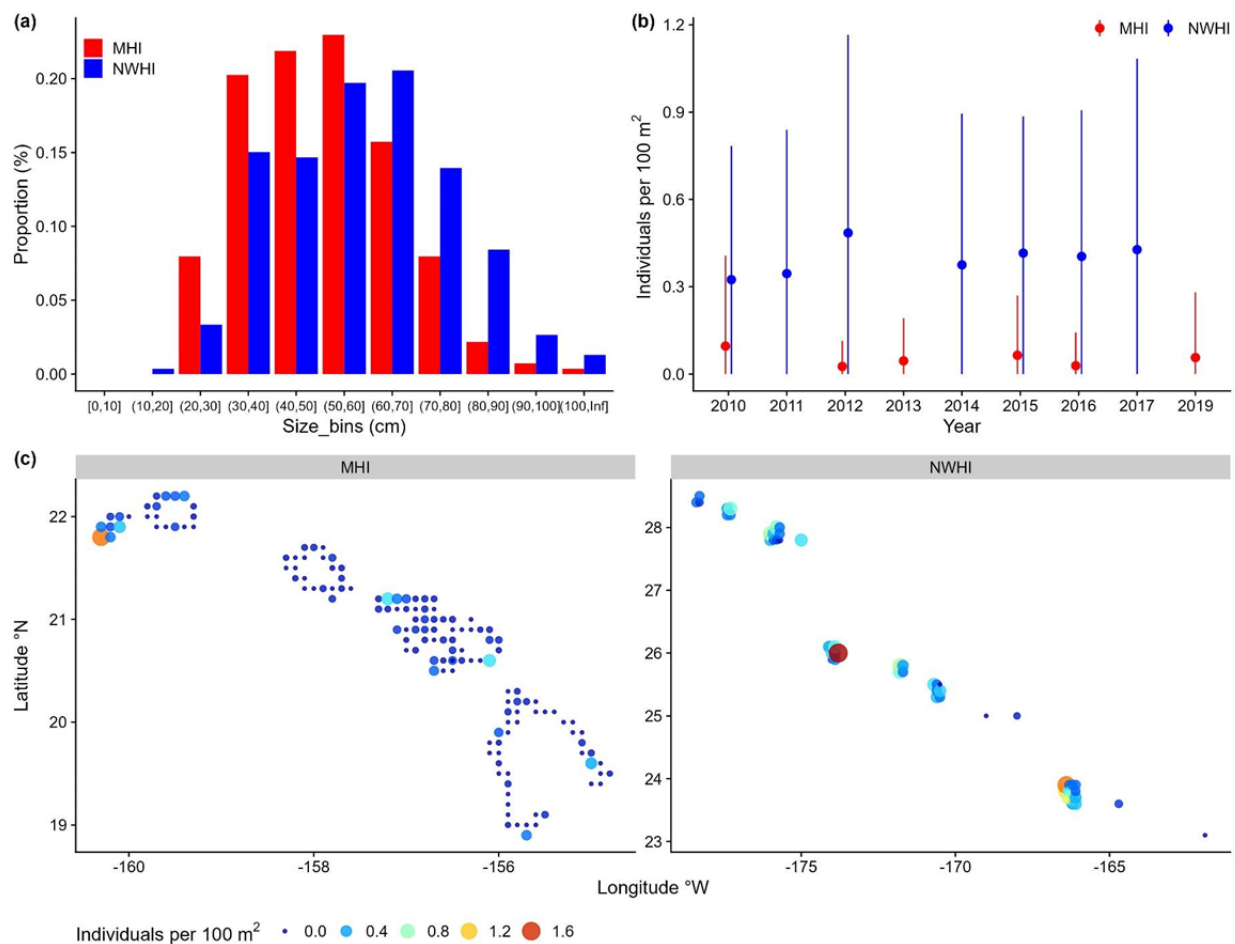 (a)
MHI
NWHI
Proportion (%)
0.20
0.15
0.10
0.05
0.00
[0,10] (10,20] (20,30] (30,40] (40,50] (50,60] (60,70] (70,80] (80,90] (90,100] (100,Inf]
Size_bins (cm)
(b)
MHI NWHI
Individuals per 100 m²
1.2
0.9
0.6
0.3
0.0
2010 2011 2012 2013 2014 2015 2016 2017 2019
Year
(c)
MHI
Latitude °N
22
21
20
19
-160 -158 -156 -154
NWHI
28
27
26
25
24
23
-175 -170 -165
Longitude °W
Individuals per 100 m² 0.0 0.4 0.8 1.2 1.6